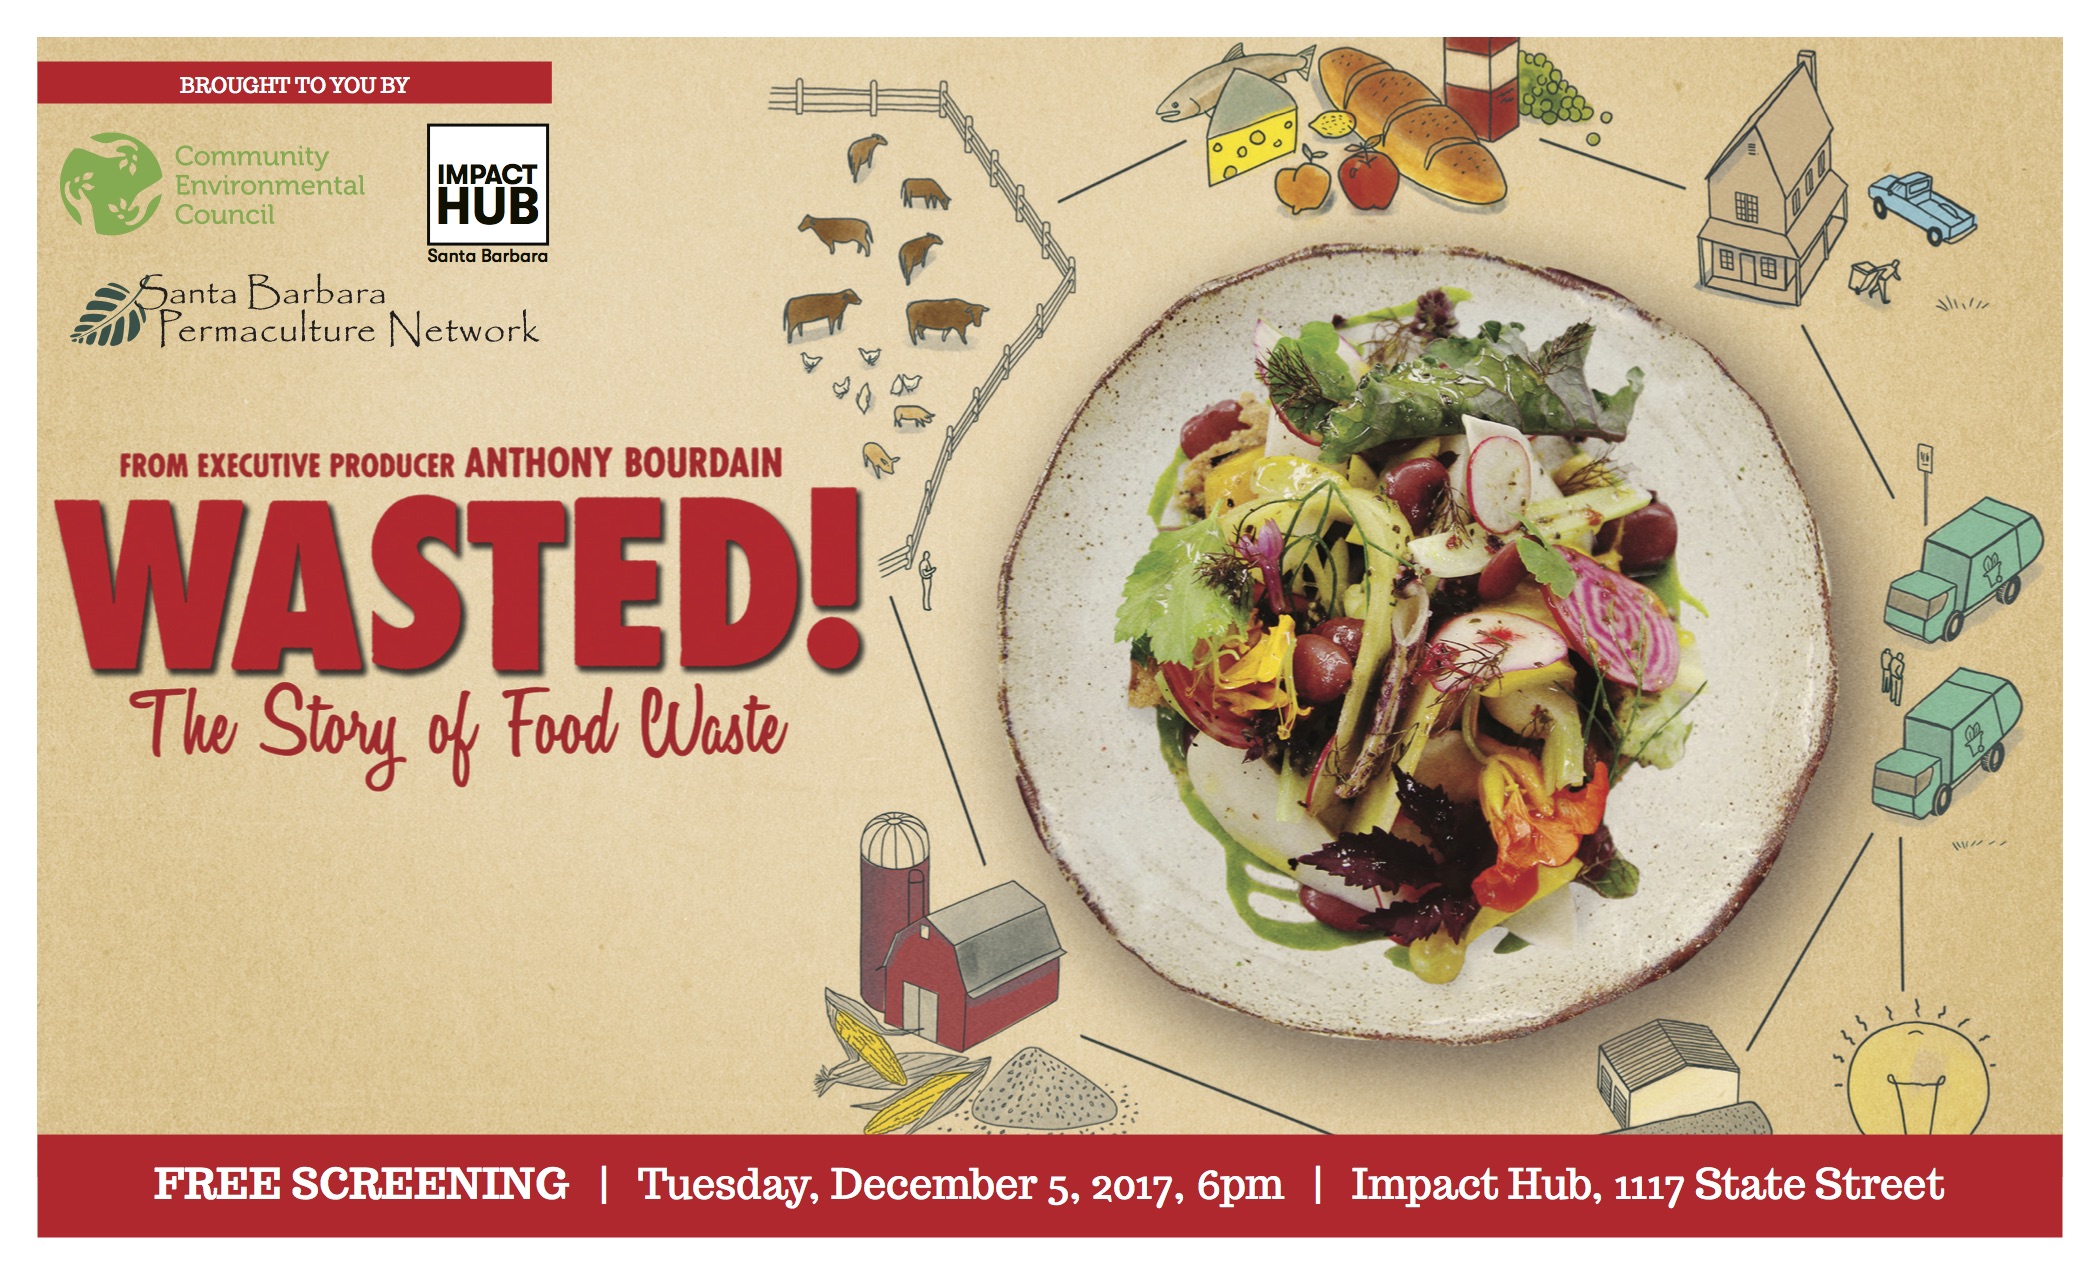 BROUGHT TO YOU BY
Community
Environmental
Council
IMPACT
HUB
Santa Barbara
Santa Barbara
Permaculture Network
FROM EXECUTIVE PRODUCER ANTHONY BOURDAIN
WASTED!
The Story of Food Waste
FREE SCREENING | Tuesday, December 5, 2017, 6pm | Impact Hub, 1117 State Street